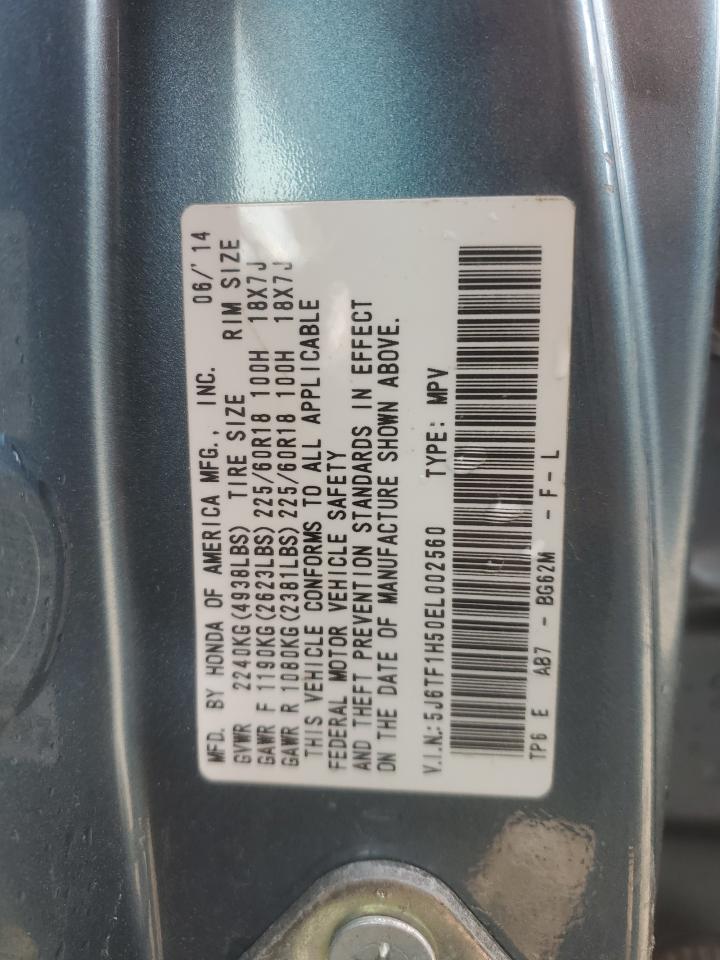 MFD. BY HONDA OF AMERICA MFG., INC. 06/'14
GVWR 2240KG(4938LBS) TIRE SIZE RIM SIZE
GAWR F 1190KG(2623LBS) 225/60R18 100H 18X7J
GAWR R 1080KG(2381LBS) 225/60R18 100H 18X7J
THIS VEHICLE CONFORMS TO ALL APPLICABLE
FEDERAL MOTOR VEHICLE SAFETY
AND THEFT PREVENTION STANDARDS IN EFFECT
ON THE DATE OF MANUFACTURE SHOWN ABOVE.
V.I.N.: 5J6TF1H50EL002560 TYPE: MPV
TP6 E AB7 - BG62M - F - L